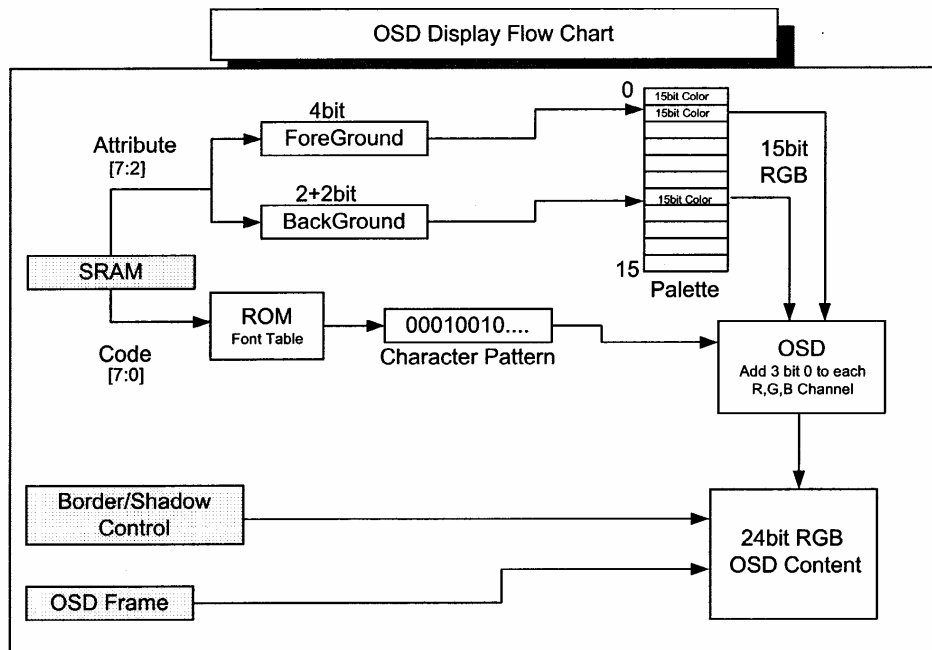 OSD Display Flow Chart
Attribute
[7:2]
4bit
ForeGround
2+2bit
BackGround
0
15bit Color
15bit Color
15bit Color
15
Palette
15bit
RGB
SRAM
Code
[7:0]
ROM
Font Table
00010010....
Character Pattern
OSD
Add 3 bit 0 to each
R,G,B Channel
Border/Shadow
Control
OSD Frame
24bit RGB
OSD Content